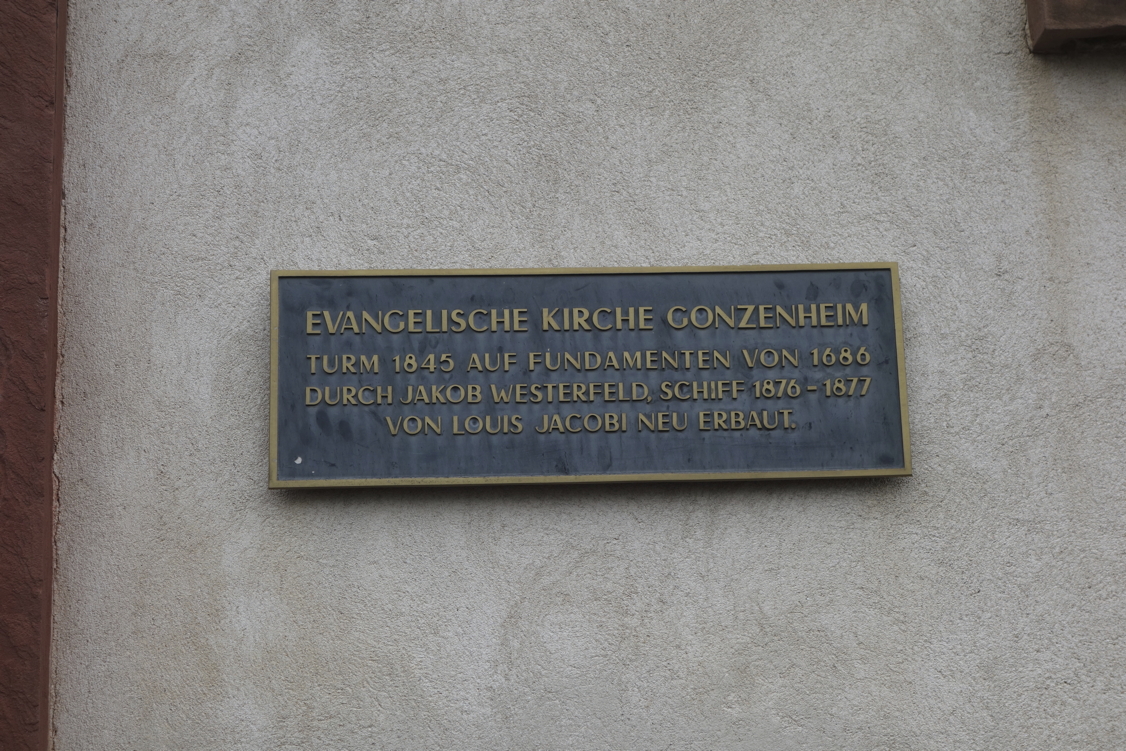 EVANGELISCHE KIRCHE GONZENHEIM
TURM 1845 AUF FUNDAMENTEN VON 1686
DURCH JAKOB WESTERFELD, SCHIFF 1876-1877
VON LOUIS JACOBI NEU ERBAUT.